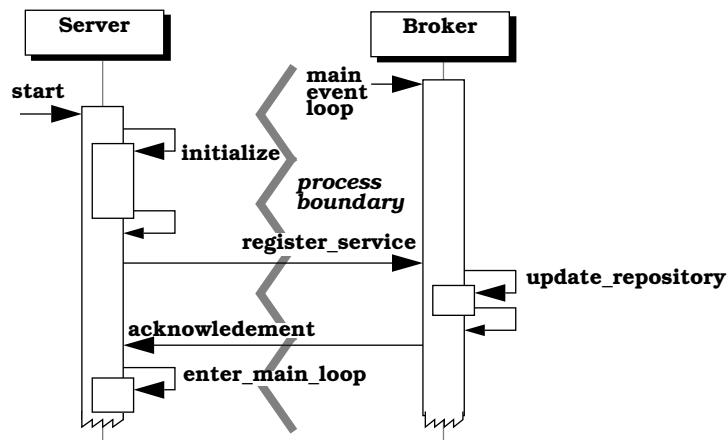 Server
Broker
main
event
loop
start
initialize
process
boundary
register_service
update_repository
acknowledement
enter_main_loop